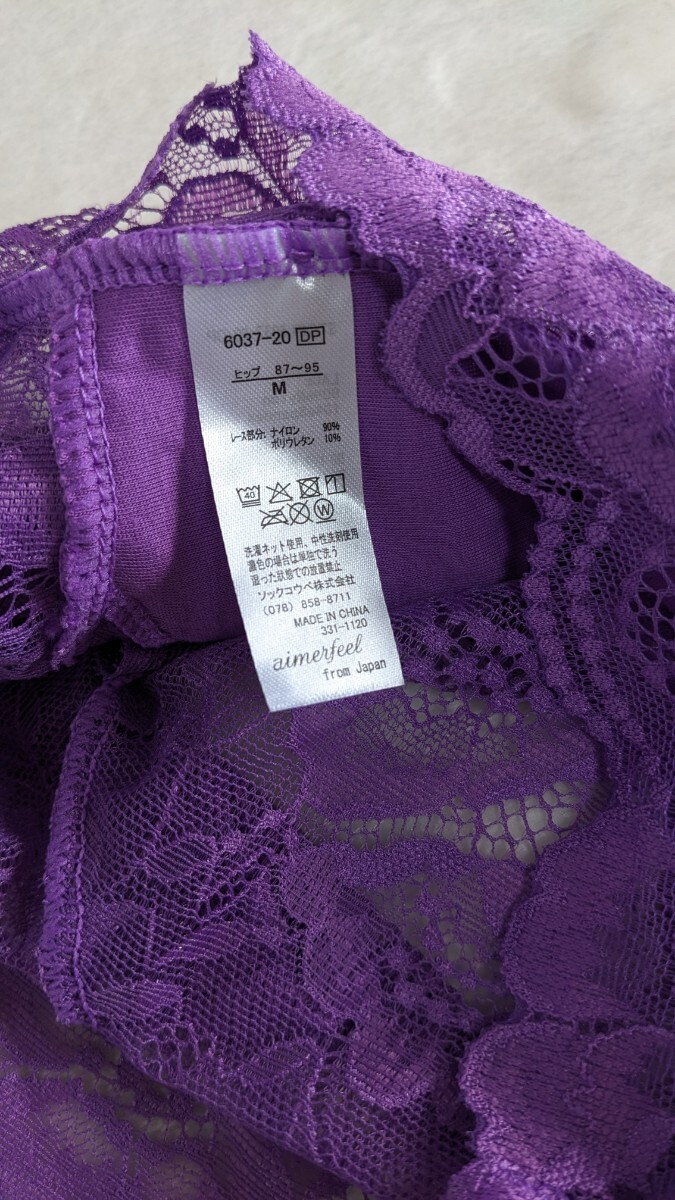 6037-20 DP
ヒップ 87～95
M
レース部分: ナイロン 90%
ポリウレタン 10%
40
W
洗濯ネット使用、中性洗剤使用
濃色の場合は単独で洗う
湿った状態での放置禁止
ソックコウベ株式会社
(078) 858-8711
MADE IN CHINA
331-1120
aimerfeel
from Japan